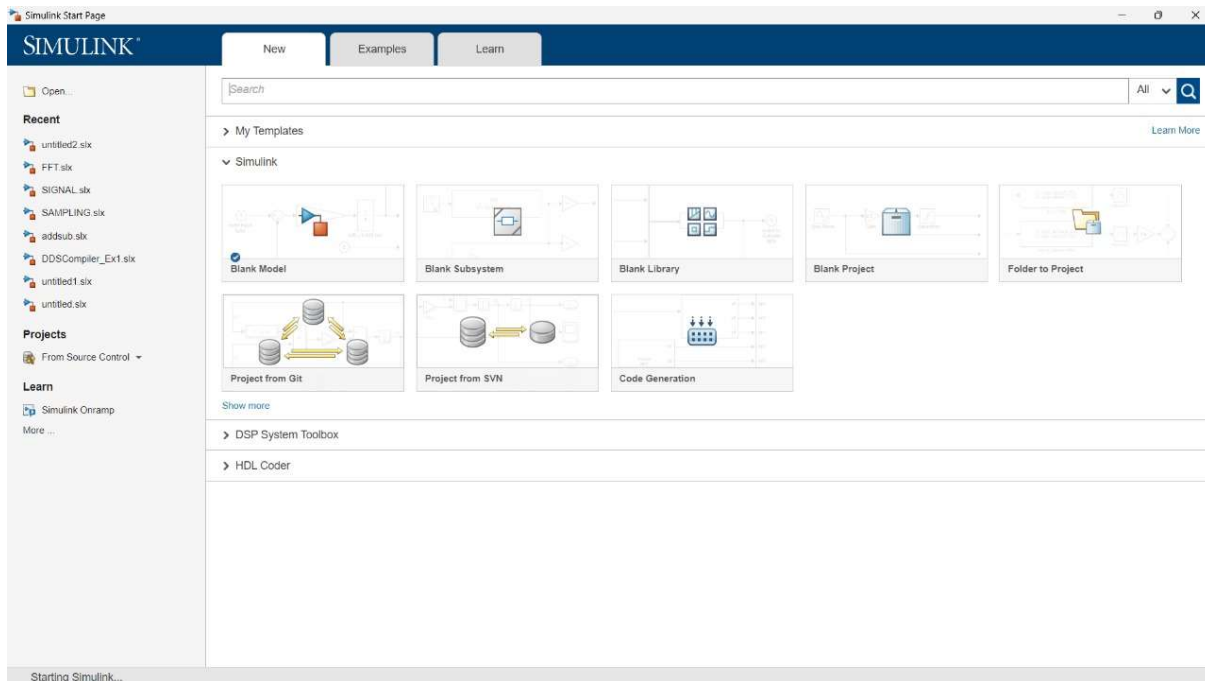 Simulink Start Page
SIMULINK®
New
Examples
Learn
Open...
Recent
untitled2.slx
FFT.slx
SIGNAL.slx
SAMPLING.slx
addsub.slx
DDSCompiler_Ex1.slx
untitled1.slx
untitled.slx
Projects
From Source Control
Learn
Simulink Onramp
More ...
Search
All
My Templates
Learn More
Simulink
Blank Model
Blank Subsystem
Blank Library
Blank Project
Folder to Project
Project from Git
Project from SVN
Code Generation
Show more
DSP System Toolbox
HDL Coder
Starting Simulink...